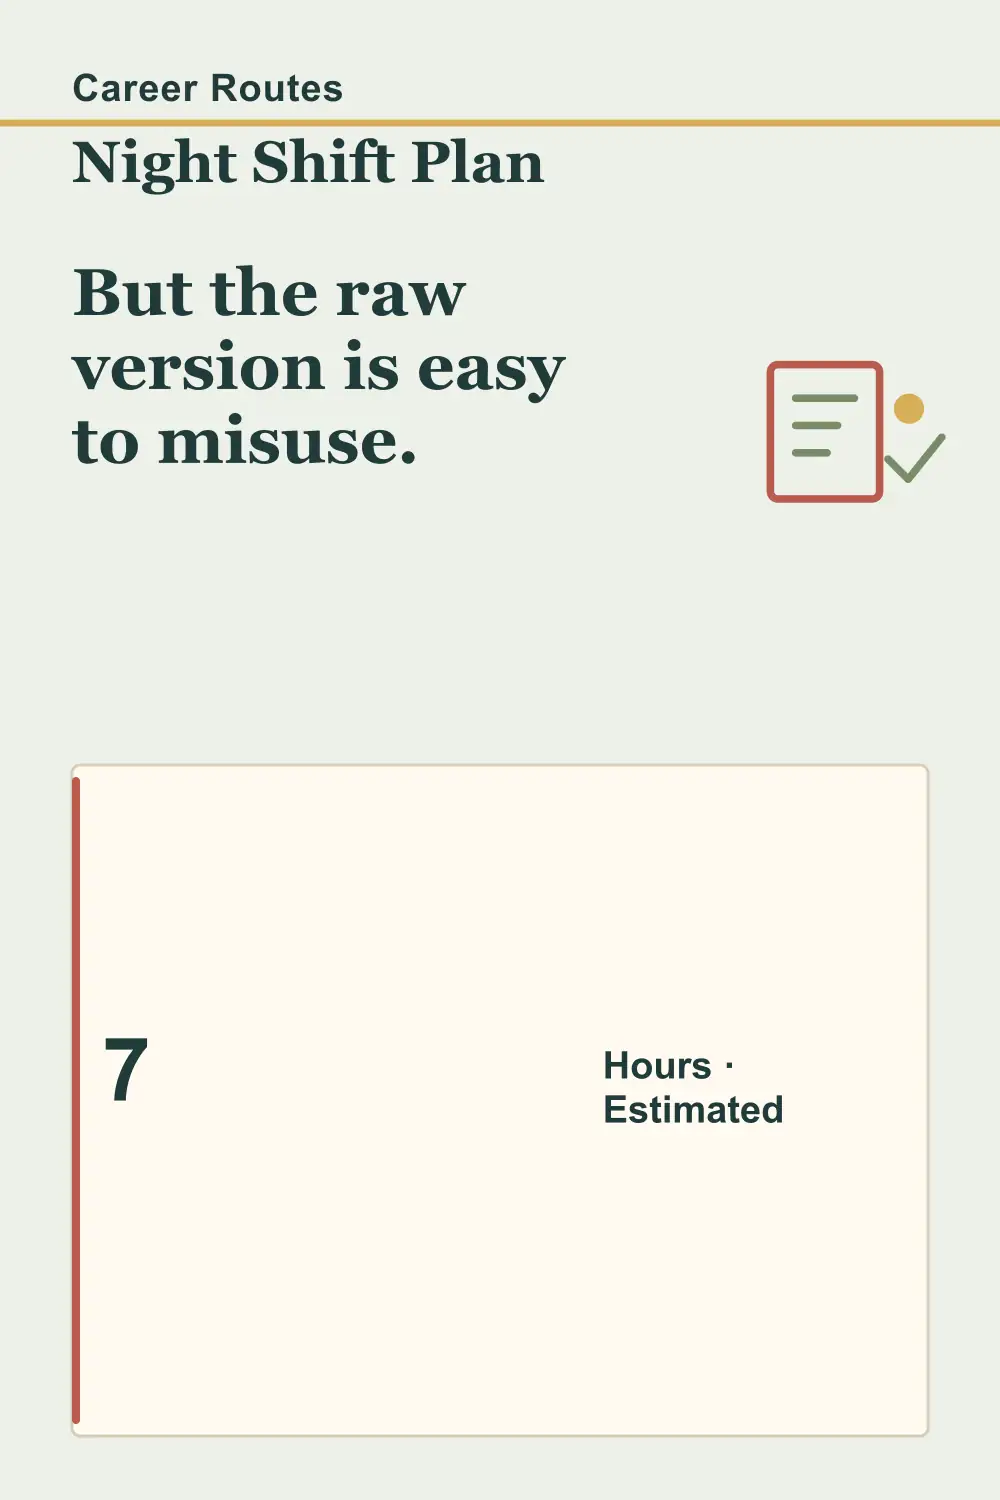 Career Routes
Night Shift Plan
But the raw
version is easy
to misuse.
7
Hours ·
Estimated